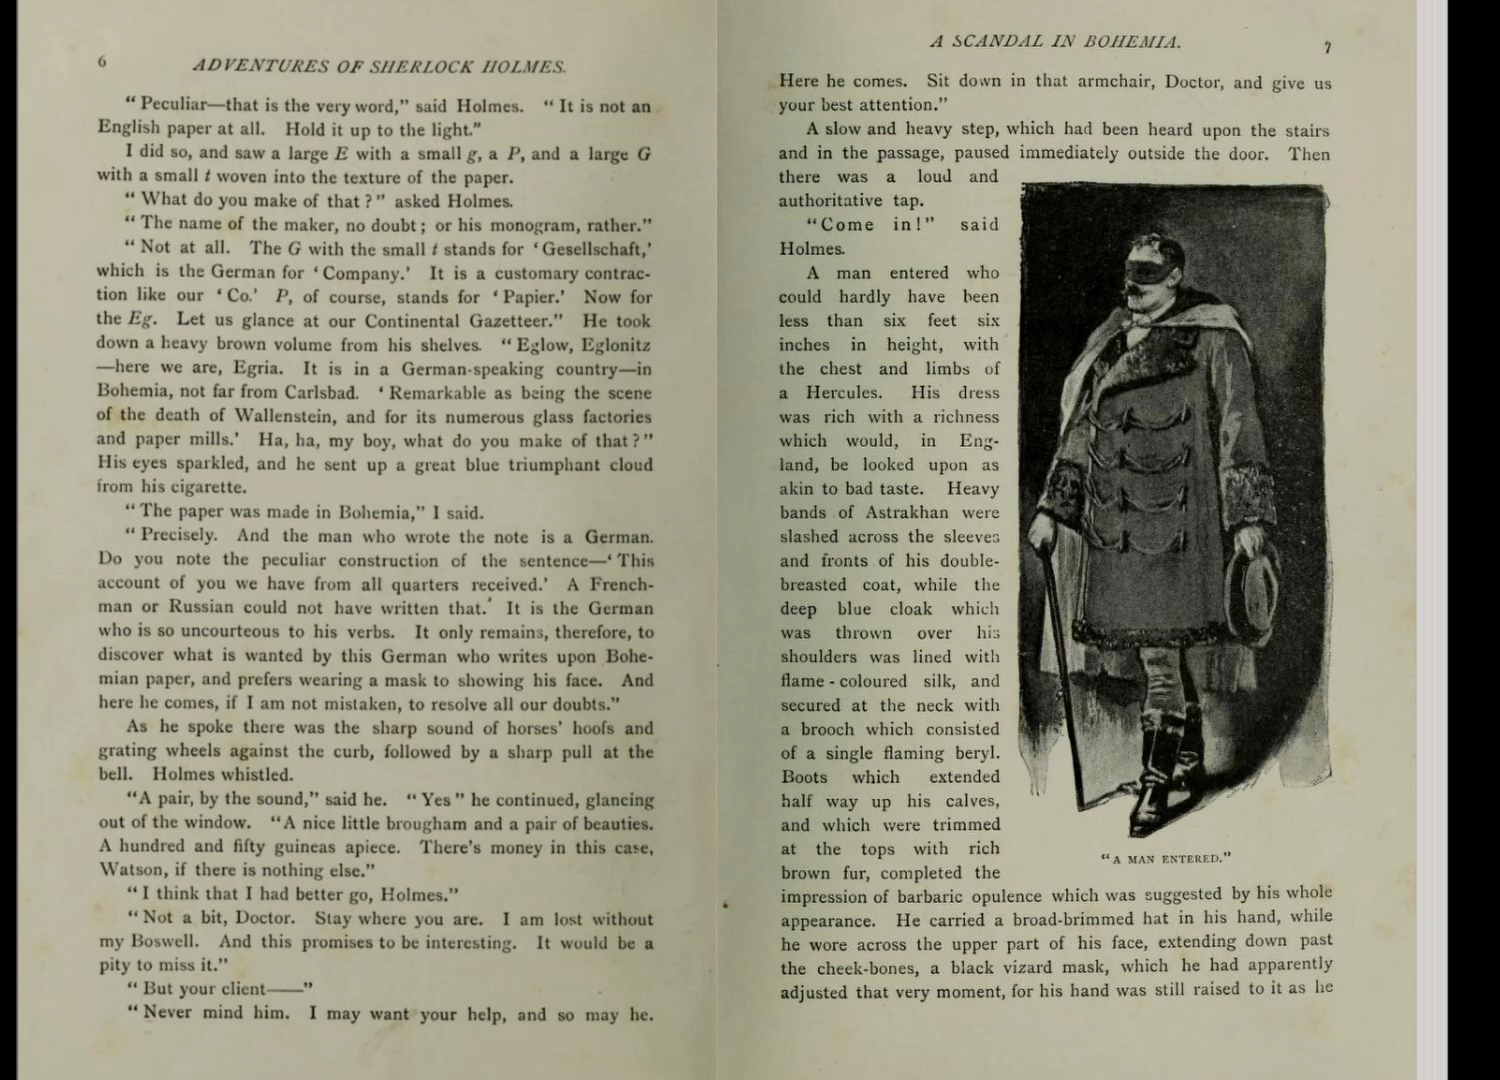 6
ADVENTURES OF SHERLOCK HOLMES.
“ Peculiar—that is the very word,” said Holmes. “ It is not an
English paper at all. Hold it up to the light.”
I did so, and saw a large E with a small g, a P, and a large G
with a small t woven into the texture of the paper.
“ What do you make of that ? ” asked Holmes.
“ The name of the maker, no doubt ; or his monogram, rather.”
“ Not at all. The G with the small t stands for ‘ Gesellschaft,’
which is the German for ‘ Company.’ It is a customary contrac-
tion like our ‘ Co.’ P, of course, stands for ‘ Papier.’ Now for
the Eg. Let us glance at our Continental Gazetteer.” He took
down a heavy brown volume from his shelves. “ Eglow, Eglonitz
—here we are, Egria. It is in a German-speaking country—in
Bohemia, not far from Carlsbad. ‘ Remarkable as being the scene
of the death of Wallenstein, and for its numerous glass factories
and paper mills.’ Ha, ha, my boy, what do you make of that ? ”
His eyes sparkled, and he sent up a great blue triumphant cloud
from his cigarette.
“ The paper was made in Bohemia,” I said.
“ Precisely. And the man who wrote the note is a German.
Do you note the peculiar construction of the sentence—‘ This
account of you we have from all quarters received.’ A French-
man or Russian could not have written that. It is the German
who is so uncourteous to his verbs. It only remains, therefore, to
discover what is wanted by this German who writes upon Bohe-
mian paper, and prefers wearing a mask to showing his face. And
here he comes, if I am not mistaken, to resolve all our doubts.”
As he spoke there was the sharp sound of horses’ hoofs and
grating wheels against the curb, followed by a sharp pull at the
bell. Holmes whistled.
“A pair, by the sound,” said he. “ Yes ” he continued, glancing
out of the window. “A nice little brougham and a pair of beauties.
A hundred and fifty guineas apiece. There’s money in this case,
Watson, if there is nothing else.”
“ I think that I had better go, Holmes.”
“ Not a bit, Doctor. Stay where you are. I am lost without
my Boswell. And this promises to be interesting. It would be a
pity to miss it.”
“ But your client——”
“ Never mind him. I may want your help, and so may he.
A SCANDAL IN BOHEMIA.
7
Here he comes. Sit down in that armchair, Doctor, and give us
your best attention.”
A slow and heavy step, which had been heard upon the stairs
and in the passage, paused immediately outside the door. Then
there was a loud and
authoritative tap.
“Come in!” said
Holmes.
A man entered who
could hardly have been
less than six feet six
inches in height, with
the chest and limbs of
a Hercules. His dress
was rich with a richness
which would, in Eng-
land, be looked upon as
akin to bad taste. Heavy
bands of Astrakhan were
slashed across the sleeves
and fronts of his double-
breasted coat, while the
deep blue cloak which
was thrown over his
shoulders was lined with
flame - coloured silk, and
secured at the neck with
a brooch which consisted
of a single flaming beryl.
Boots which extended
half way up his calves,
and which were trimmed
at the tops with rich
brown fur, completed the
“A MAN ENTERED.”
impression of barbaric opulence which was suggested by his whole
appearance. He carried a broad-brimmed hat in his hand, while
he wore across the upper part of his face, extending down past
the cheek-bones, a black vizard mask, which he had apparently
adjusted that very moment, for his hand was still raised to it as he